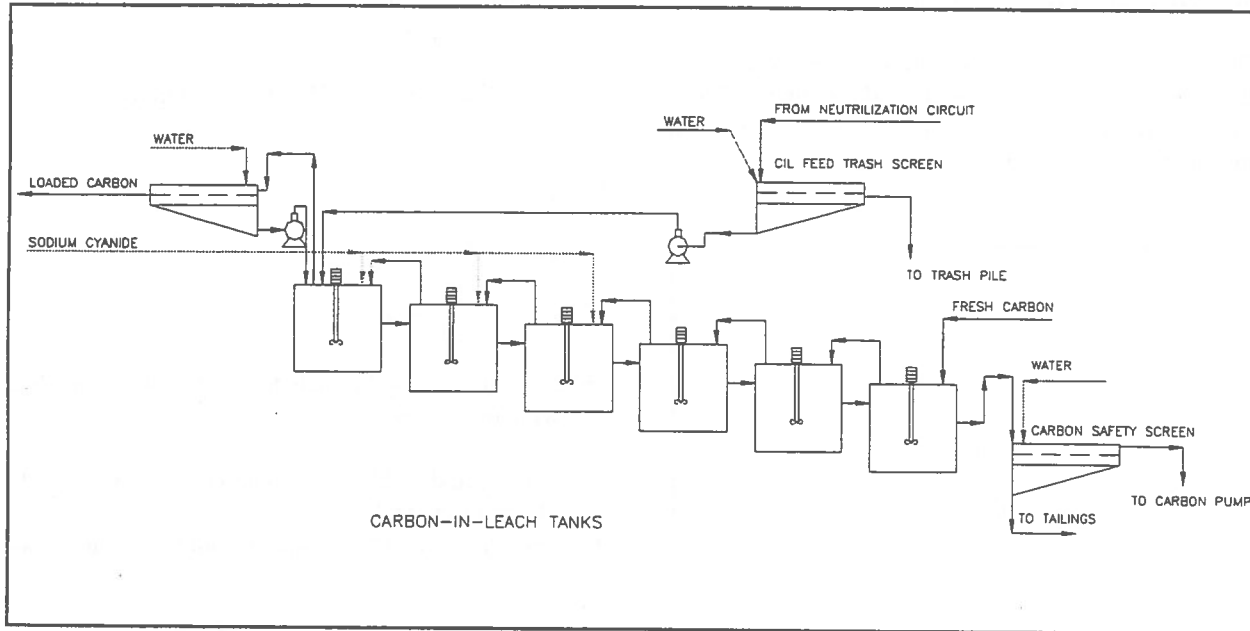 FROM NEUTRILIZATION CIRCUIT
WATER
WATER
CIL FEED TRASH SCREEN
LOADED CARBON
SODIUM CYANIDE
TO TRASH PILE
FRESH CARBON
WATER
CARBON SAFETY SCREEN
TO CARBON PUMP
CARBON-IN-LEACH TANKS
TO TAILINGS